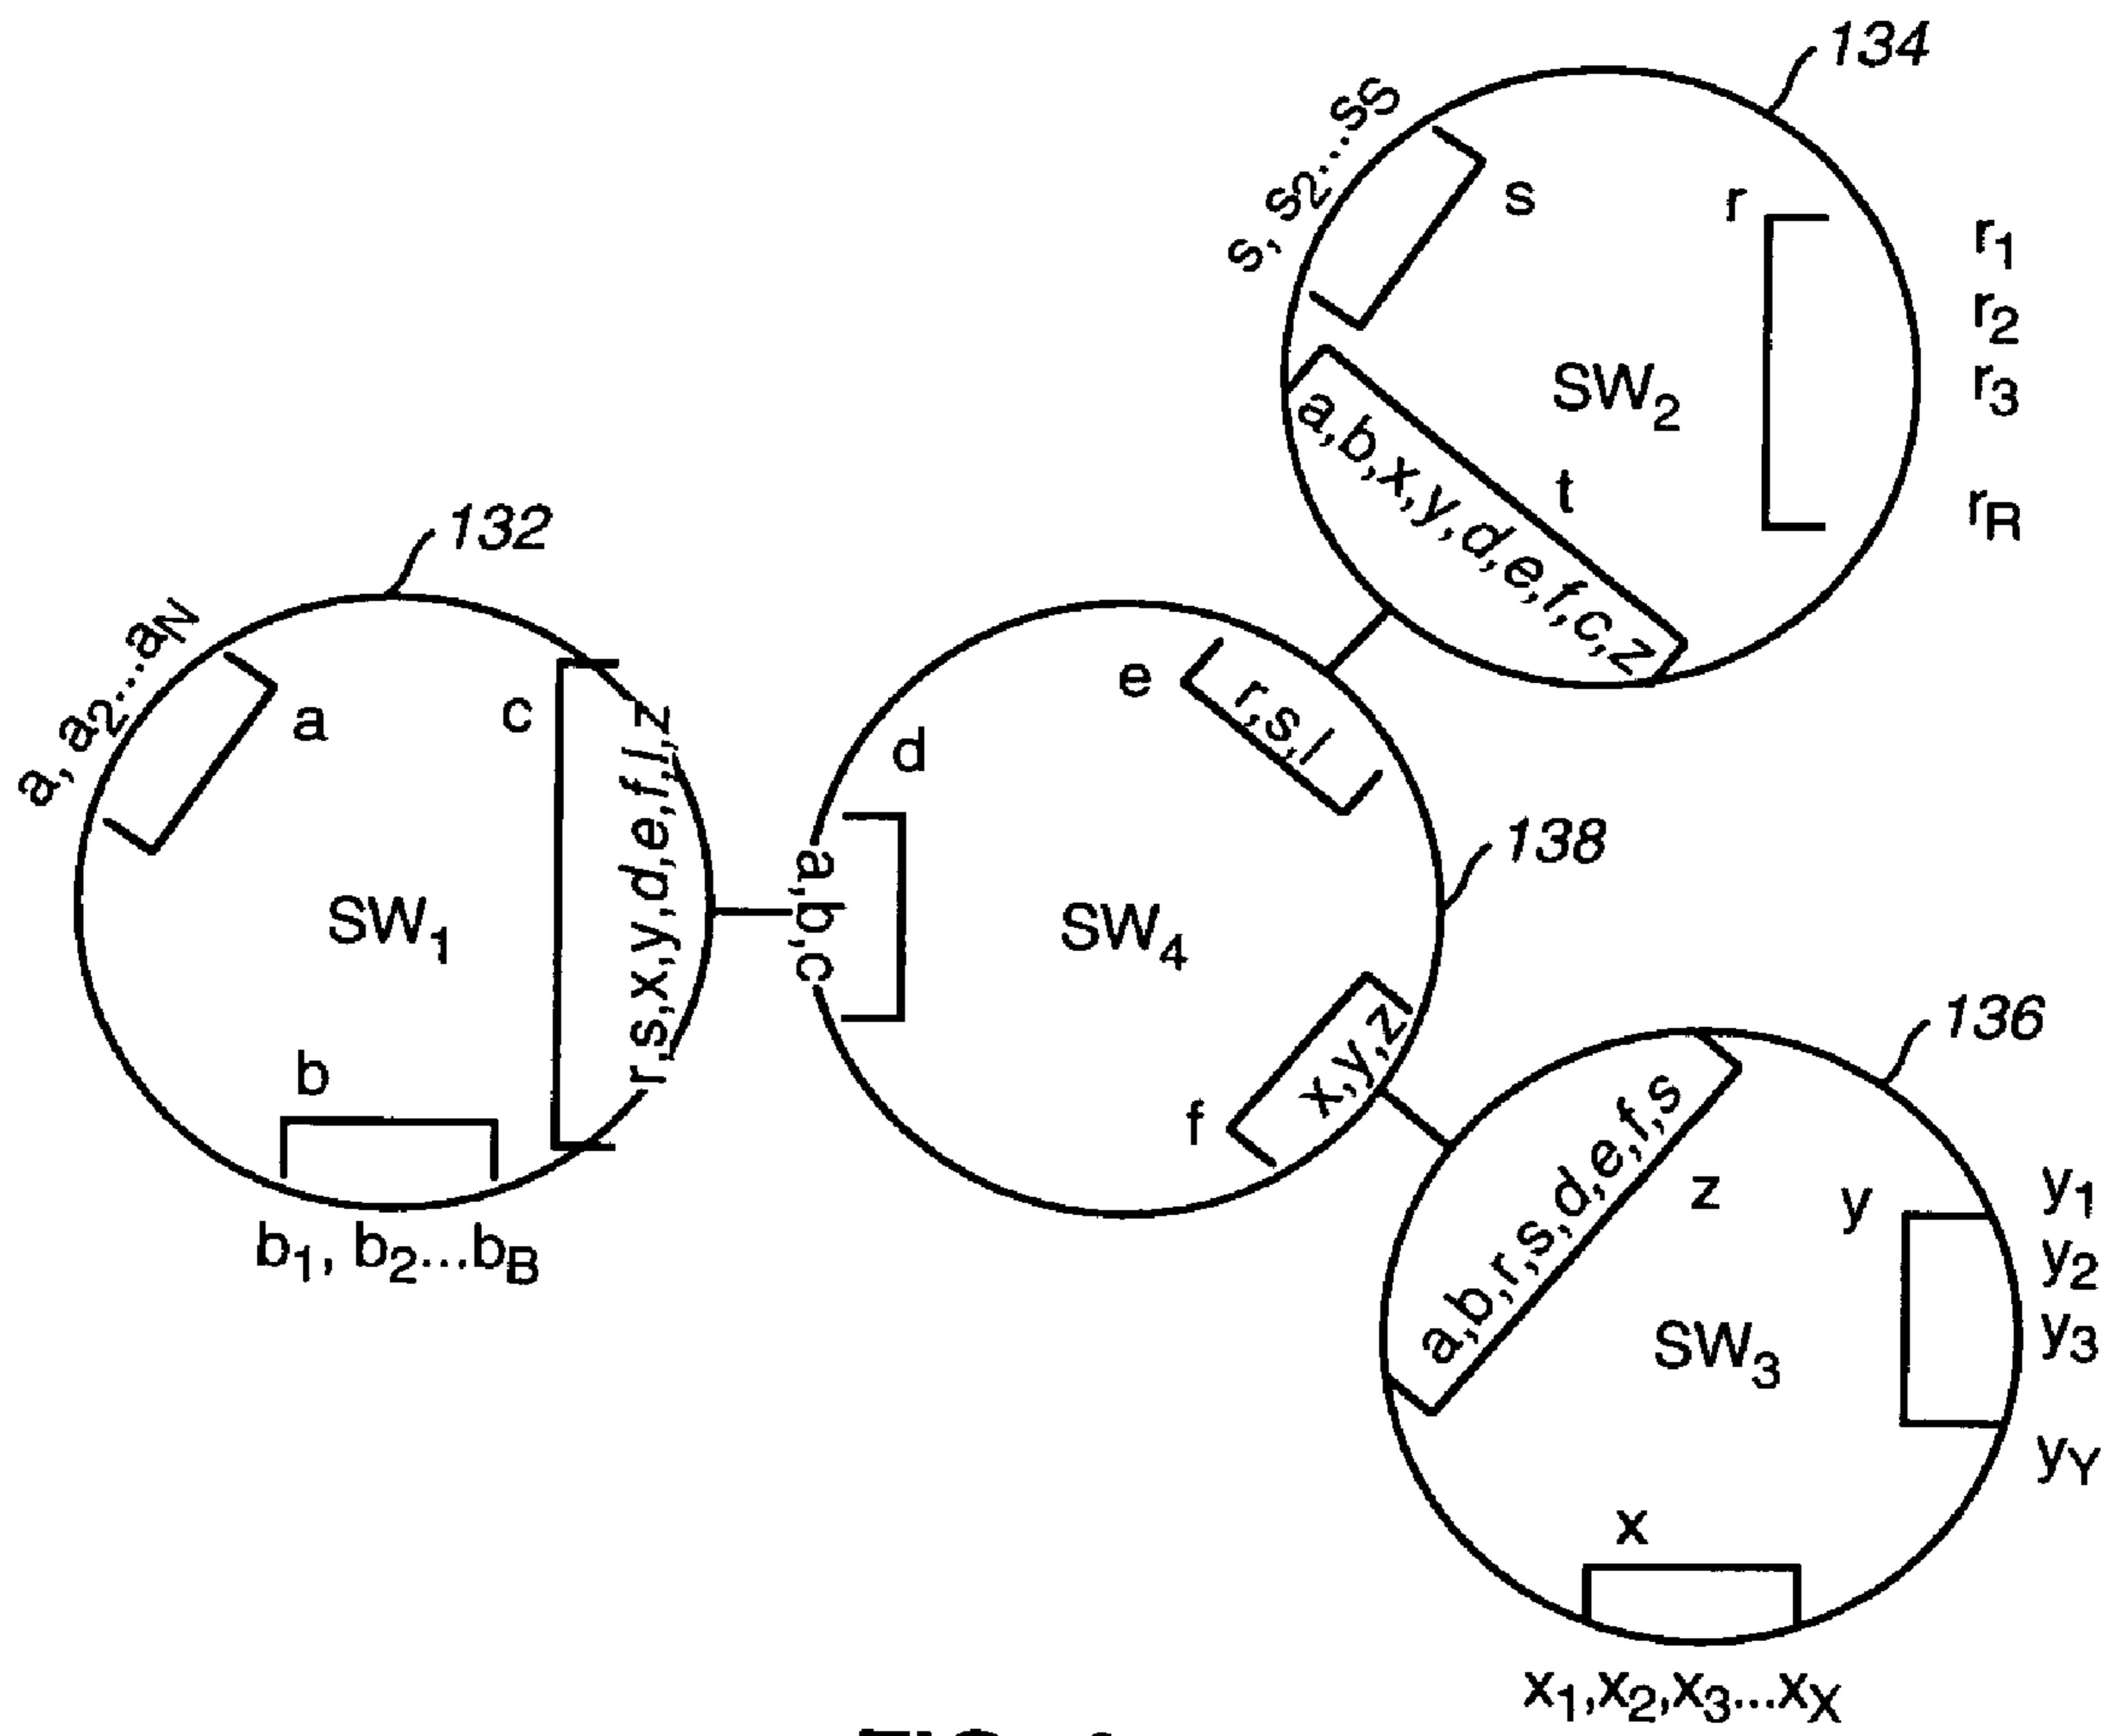 134
s, s2...sS
s
r
r1
r2
r3
rR
SW2
t
a,b,x,y,d,e,f,c,z
132
a, a2...aN
a
c
r,s,x,y,d,e,f,l,z
SW1
b
b1, b2...bB
e
r,s,l
d
a,b,c
SW4
138
x,y,z
f
136
a,b,r,s,d,e,f,s
z
y
y1
y2
y3
yY
SW3
x
x1,x2,x3...xX